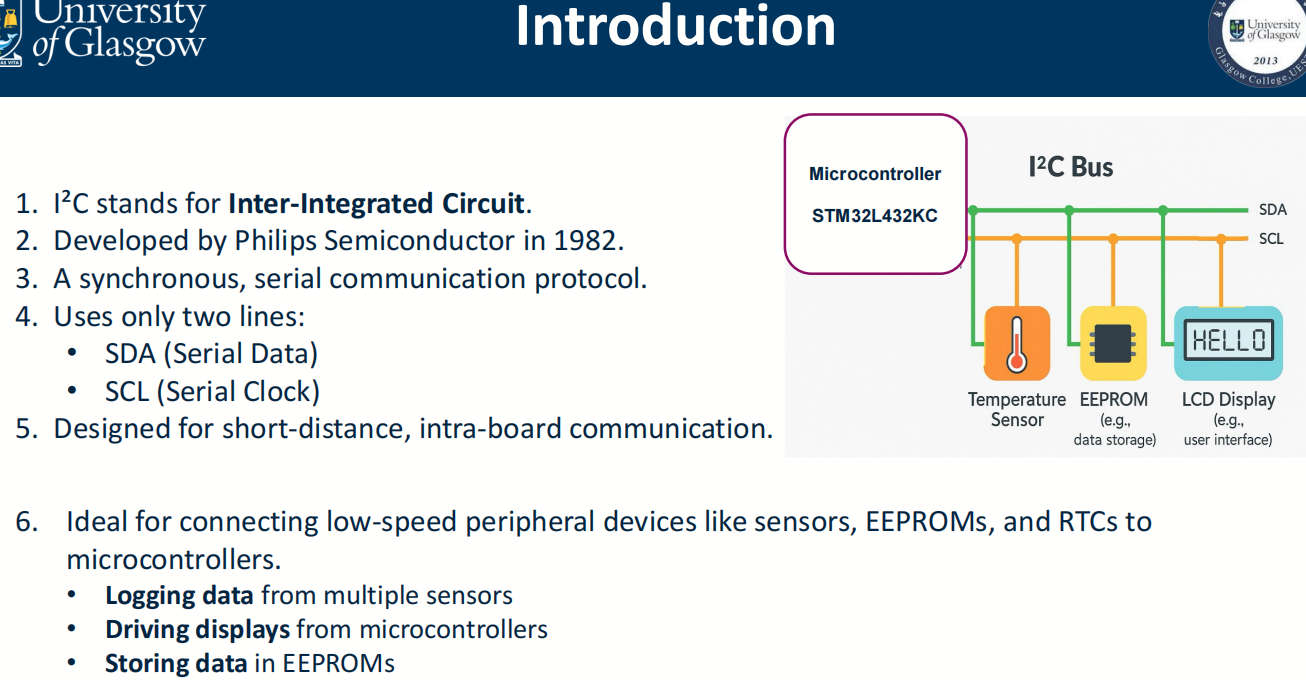 University
of Glasgow
Introduction
University
of Glasgow
2013
Glasgow College, UES
1. I²C stands for Inter-Integrated Circuit.
2. Developed by Philips Semiconductor in 1982.
3. A synchronous, serial communication protocol.
4. Uses only two lines:
• SDA (Serial Data)
• SCL (Serial Clock)
5. Designed for short-distance, intra-board communication.
Microcontroller
STM32L432KC
I²C Bus
SDA
SCL
HELLO
Temperature
Sensor
EEPROM
(e.g.,
data storage)
LCD Display
(e.g.,
user interface)
6. Ideal for connecting low-speed peripheral devices like sensors, EEPROMs, and RTCs to
microcontrollers.
• Logging data from multiple sensors
• Driving displays from microcontrollers
• Storing data in EEPROMs